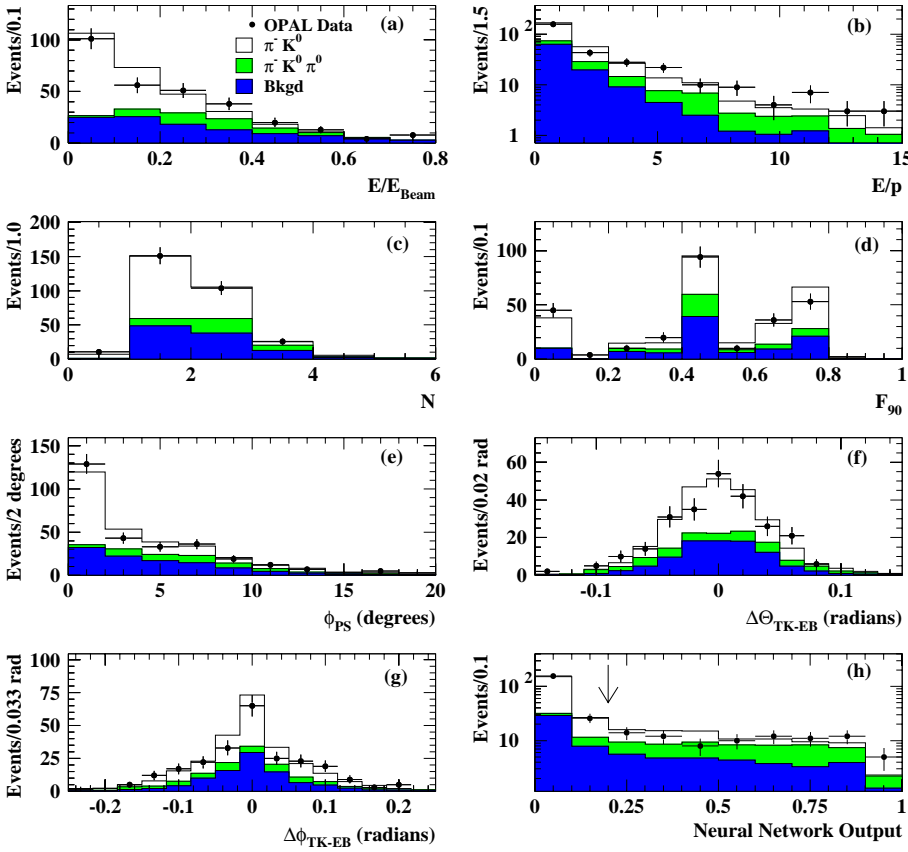 Events/0.1
100
50
0
0
0.2
0.4
0.6
0.8
E/E_Beam
(a)
OPAL Data
π⁻ K⁰
π⁻ K⁰ π⁰
Bkgd
Events/1.5
10²
10
1
0
5
10
15
E/p
(b)
Events/1.0
200
150
100
50
0
0
2
4
6
N
(c)
Events/0.1
100
50
0
0
0.2
0.4
0.6
0.8
1
F₉₀
(d)
Events/2 degrees
150
100
50
0
0
5
10
15
20
ϕ_PS (degrees)
(e)
Events/0.02 rad
60
40
20
0
-0.1
0
0.1
ΔΘ_TK-EB (radians)
(f)
Events/0.033 rad
100
75
50
25
0
-0.2
-0.1
0
0.1
0.2
Δϕ_TK-EB (radians)
(g)
Events/0.1
10²
10
0
0.25
0.5
0.75
1
Neural Network Output
(h)